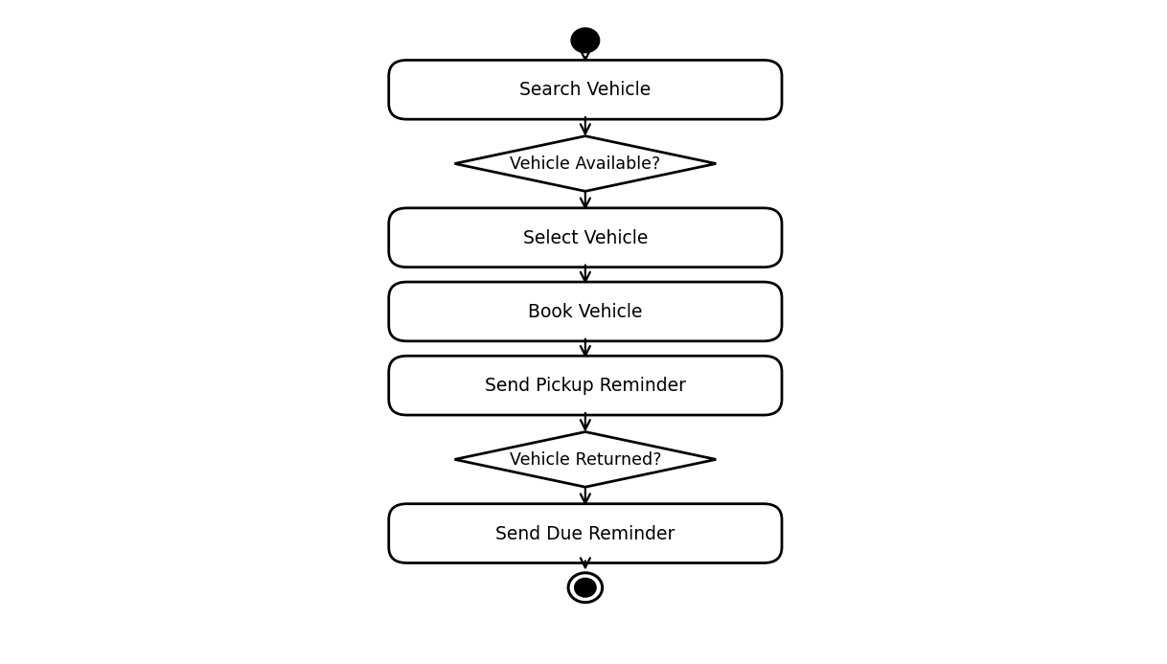 Search Vehicle
Vehicle Available?
Select Vehicle
Book Vehicle
Send Pickup Reminder
Vehicle Returned?
Send Due Reminder